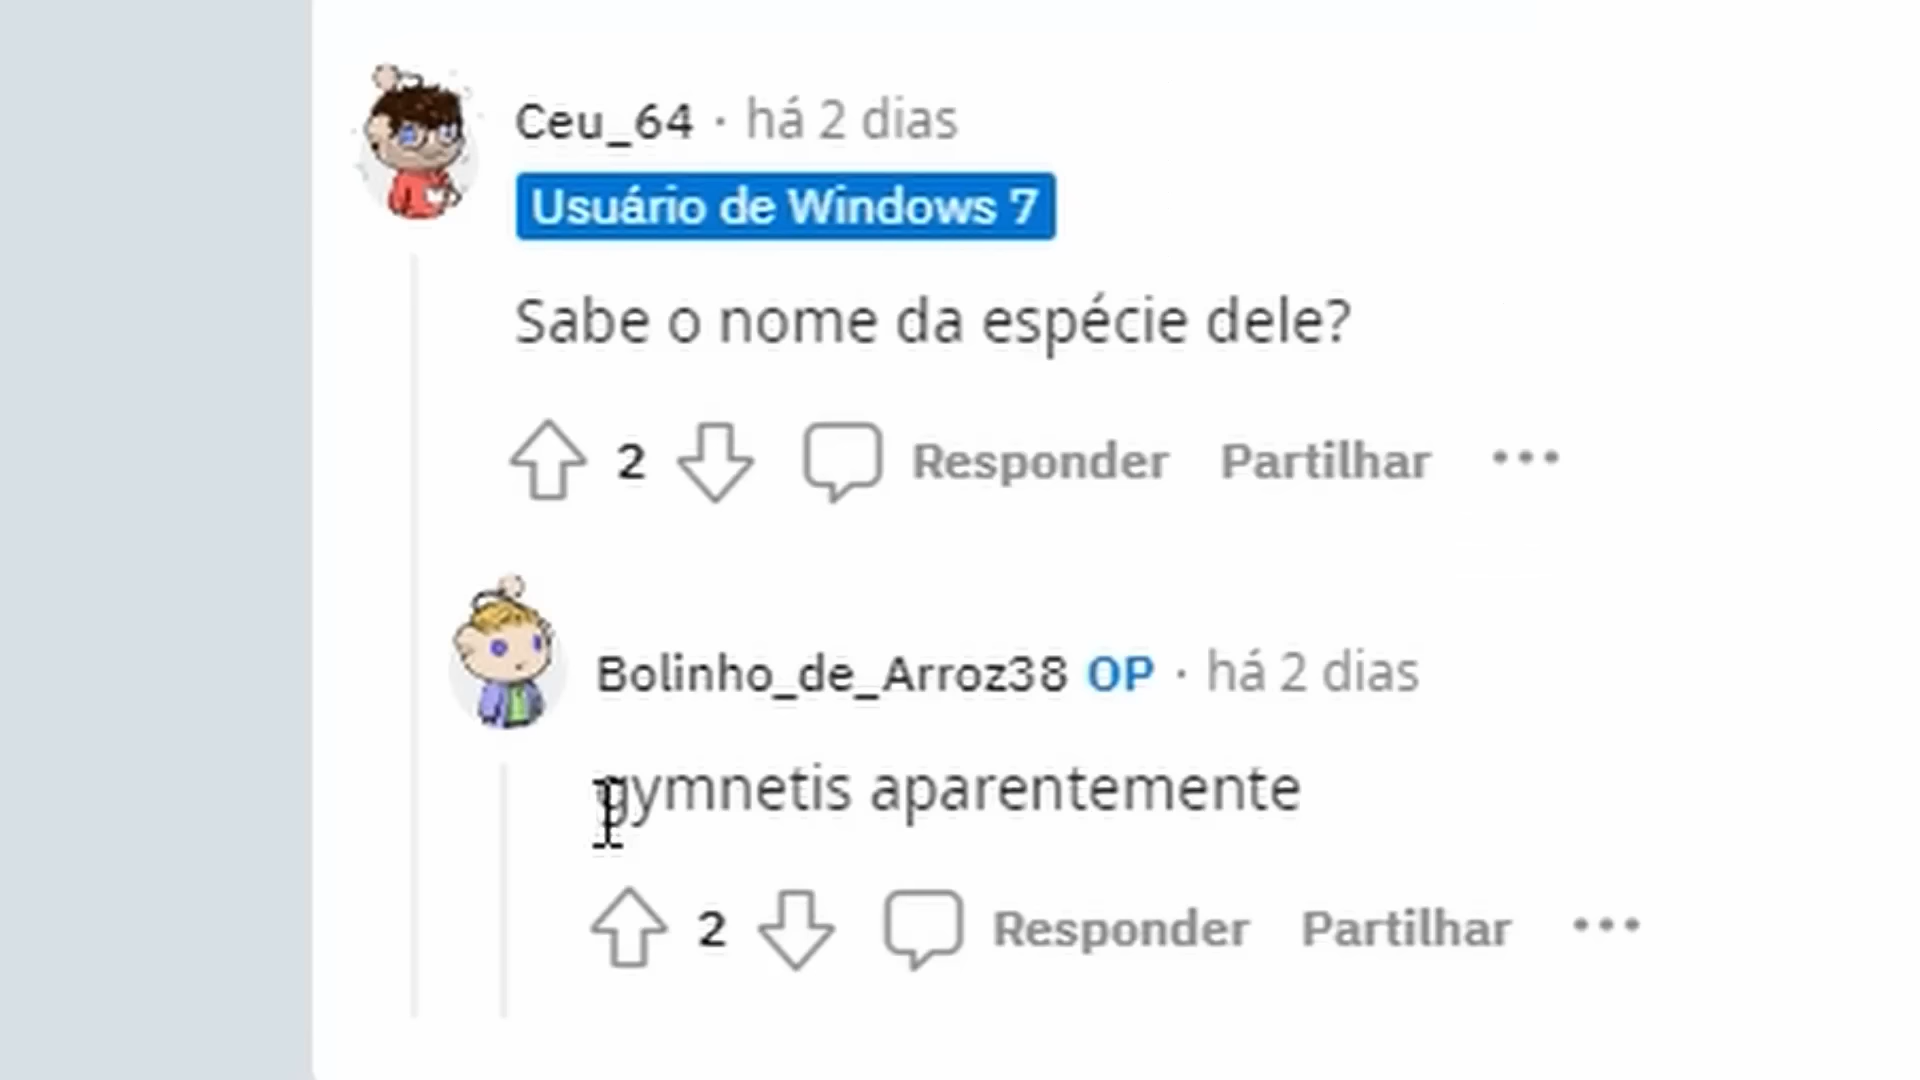 Ceu_64 · há 2 dias
Usuário de Windows 7
Sabe o nome da espécie dele?
2 Responder Partilhar •••
Bolinho_de_Arroz38 OP · há 2 dias
gymnetis aparentemente
2 Responder Partilhar •••